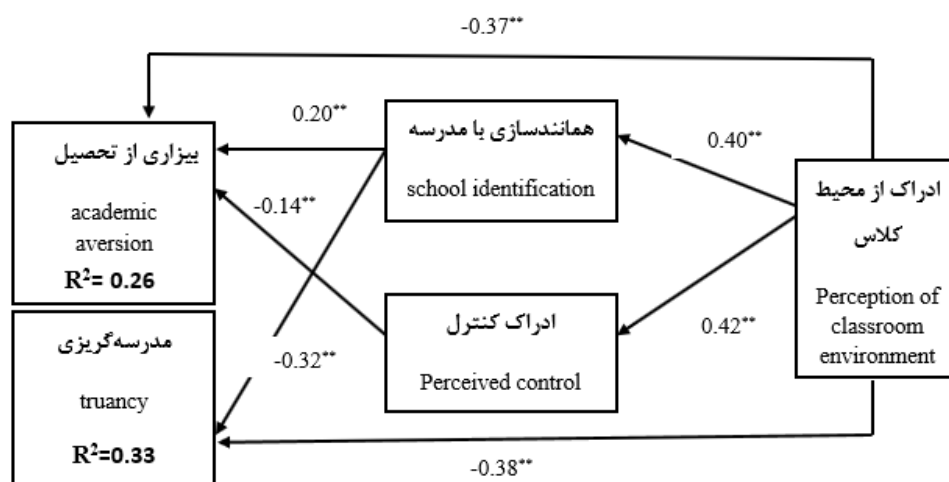 -0.37**
بیزاری از تحصیل
academic
aversion
R²= 0.26
مدرسه‌گریزی
truancy
R²=0.33
0.20**
-0.14**
-0.32**
همانندسازی با مدرسه
school identification
ادراک کنترل
Perceived control
0.40**
0.42**
ادراک از محیط
کلاس
Perception of
classroom
environment
-0.38**